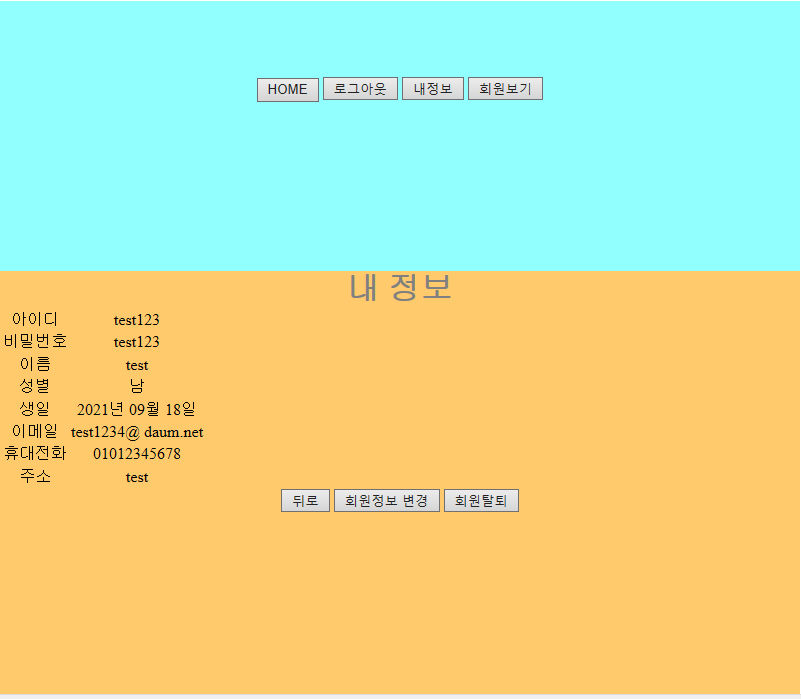 HOME 로그아웃 내정보 회원보기
내 정보
아이디 test123
비밀번호 test123
이름 test
성별 남
생일 2021년 09월 18일
이메일 test1234@ daum.net
휴대전화 01012345678
주소 test
뒤로 회원정보 변경 회원탈퇴